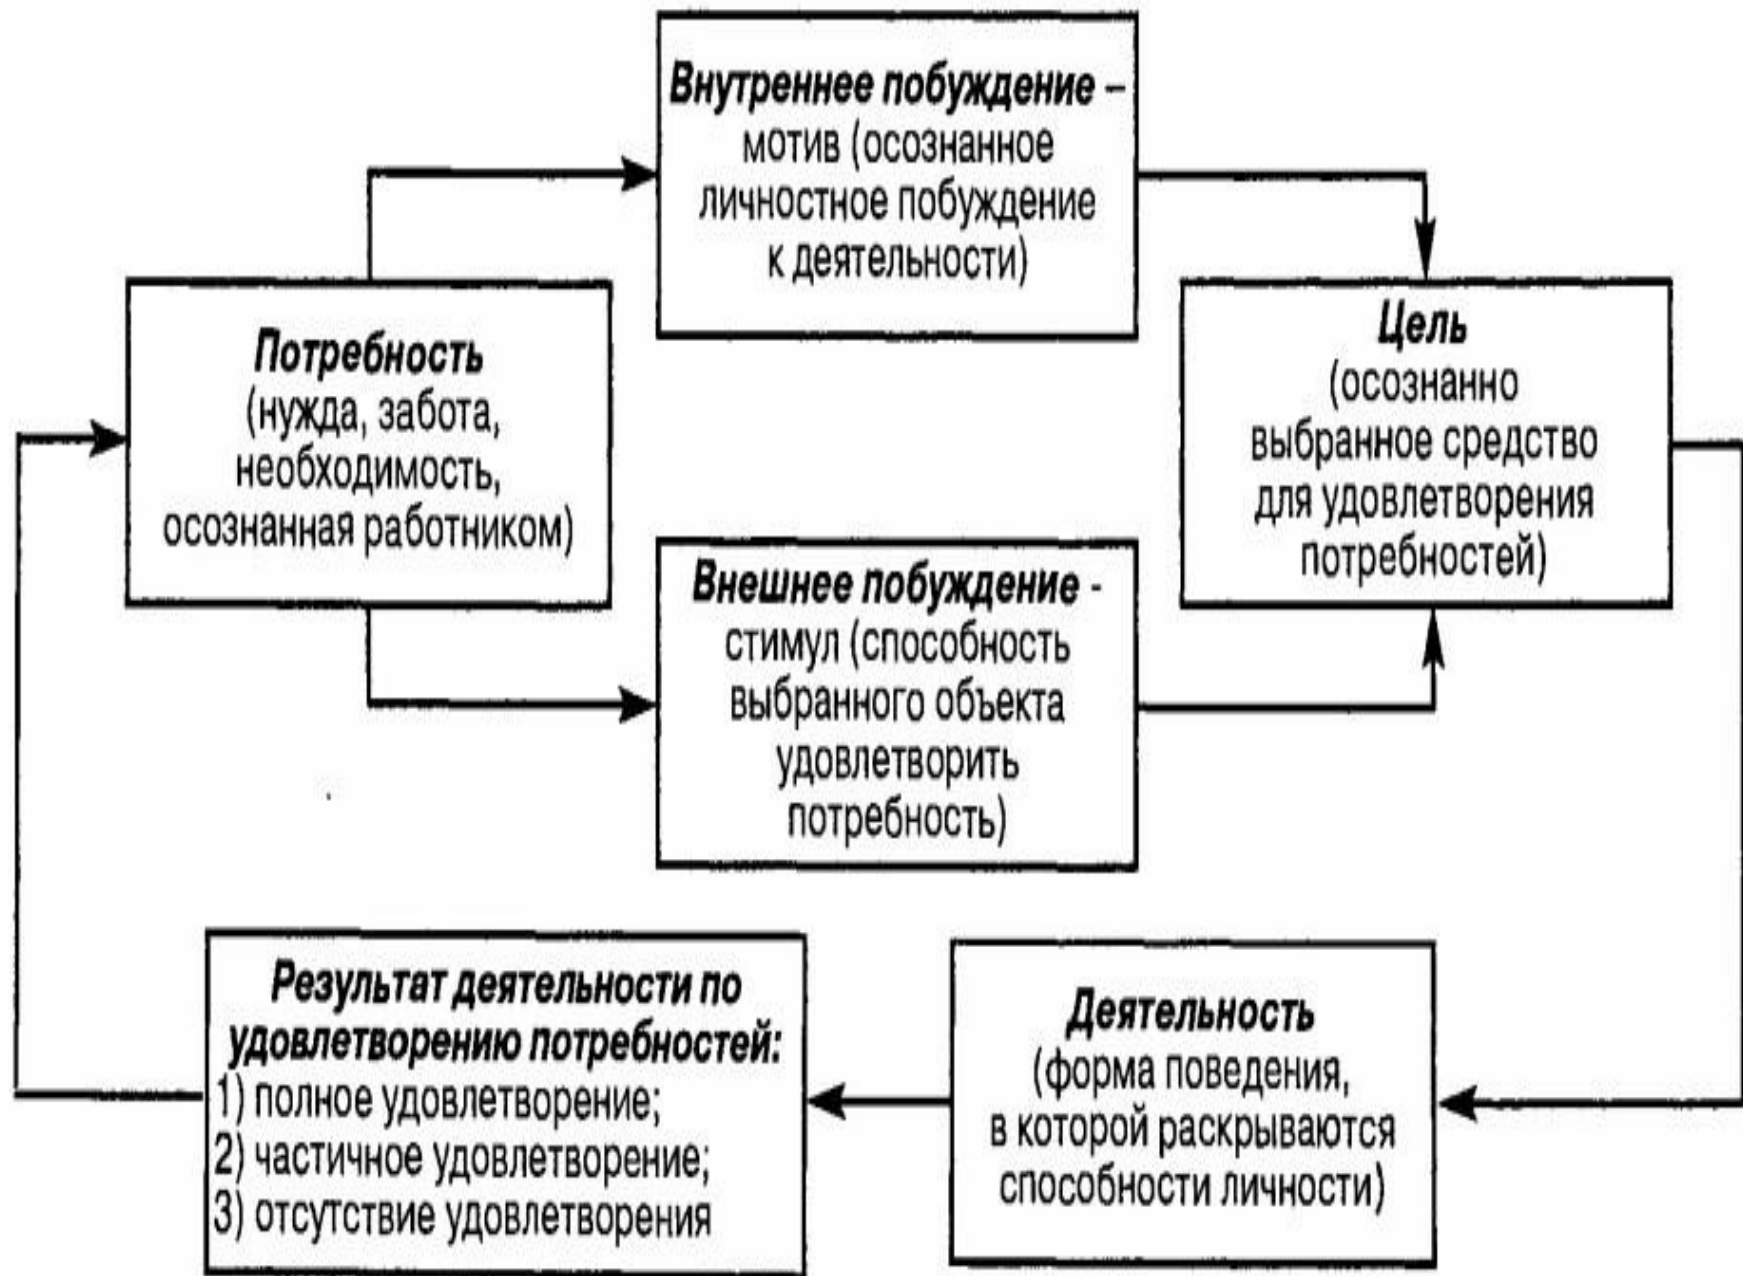 Внутреннее побуждение –
мотив (осознанное
личностное побуждение
к деятельности)
Потребность
(нужда, забота,
необходимость,
осознанная работником)
Цель
(осознанно
выбранное средство
для удовлетворения
потребностей)
Внешнее побуждение -
стимул (способность
выбранного объекта
удовлетворить
потребность)
Результат деятельности по
удовлетворению потребностей:
1) полное удовлетворение;
2) частичное удовлетворение;
3) отсутствие удовлетворения
Деятельность
(форма поведения,
в которой раскрываются
способности личности)